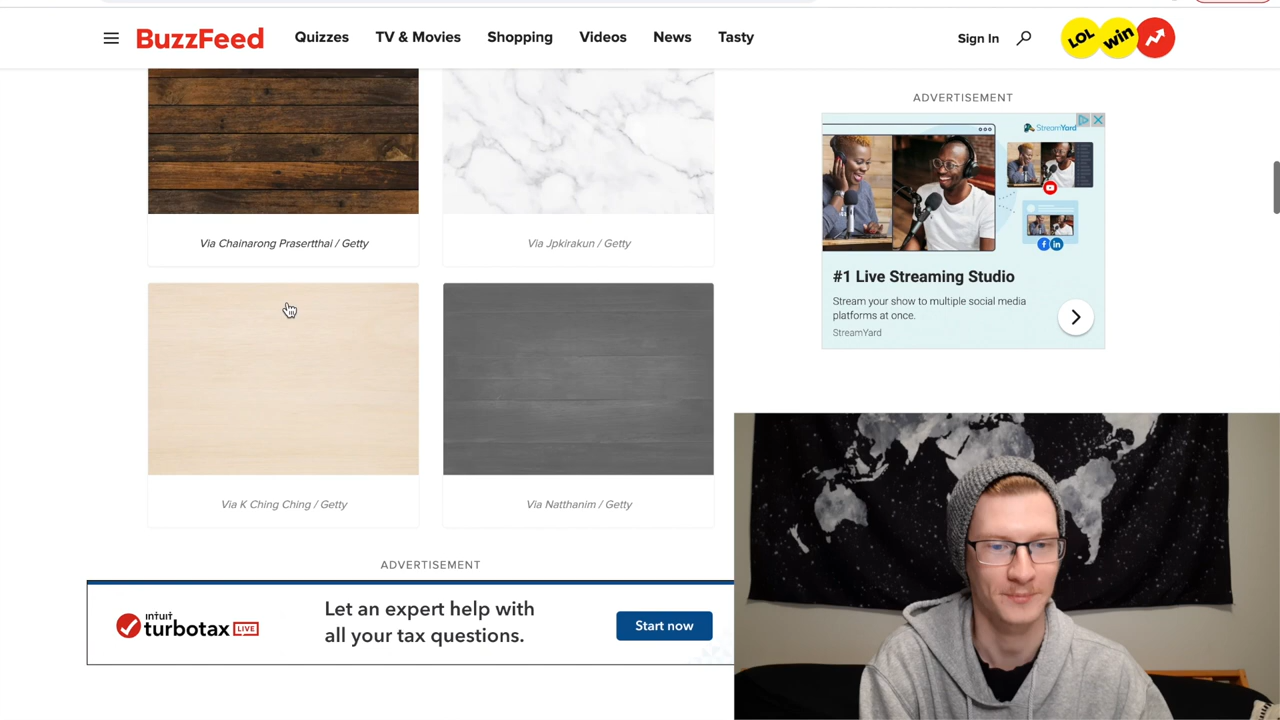 BuzzFeed
Quizzes
TV & Movies
Shopping
Videos
News
Tasty
Sign In
LOL
win
Via Chainarong Prasertthai / Getty
Via Jpkirakun / Getty
Via K Ching Ching / Getty
Via Natthanim / Getty
ADVERTISEMENT
StreamYard
#1 Live Streaming Studio
Stream your show to multiple social media
platforms at once.
StreamYard
ADVERTISEMENT
intuit
turbotax LIVE
Let an expert help with
all your tax questions.
Start now